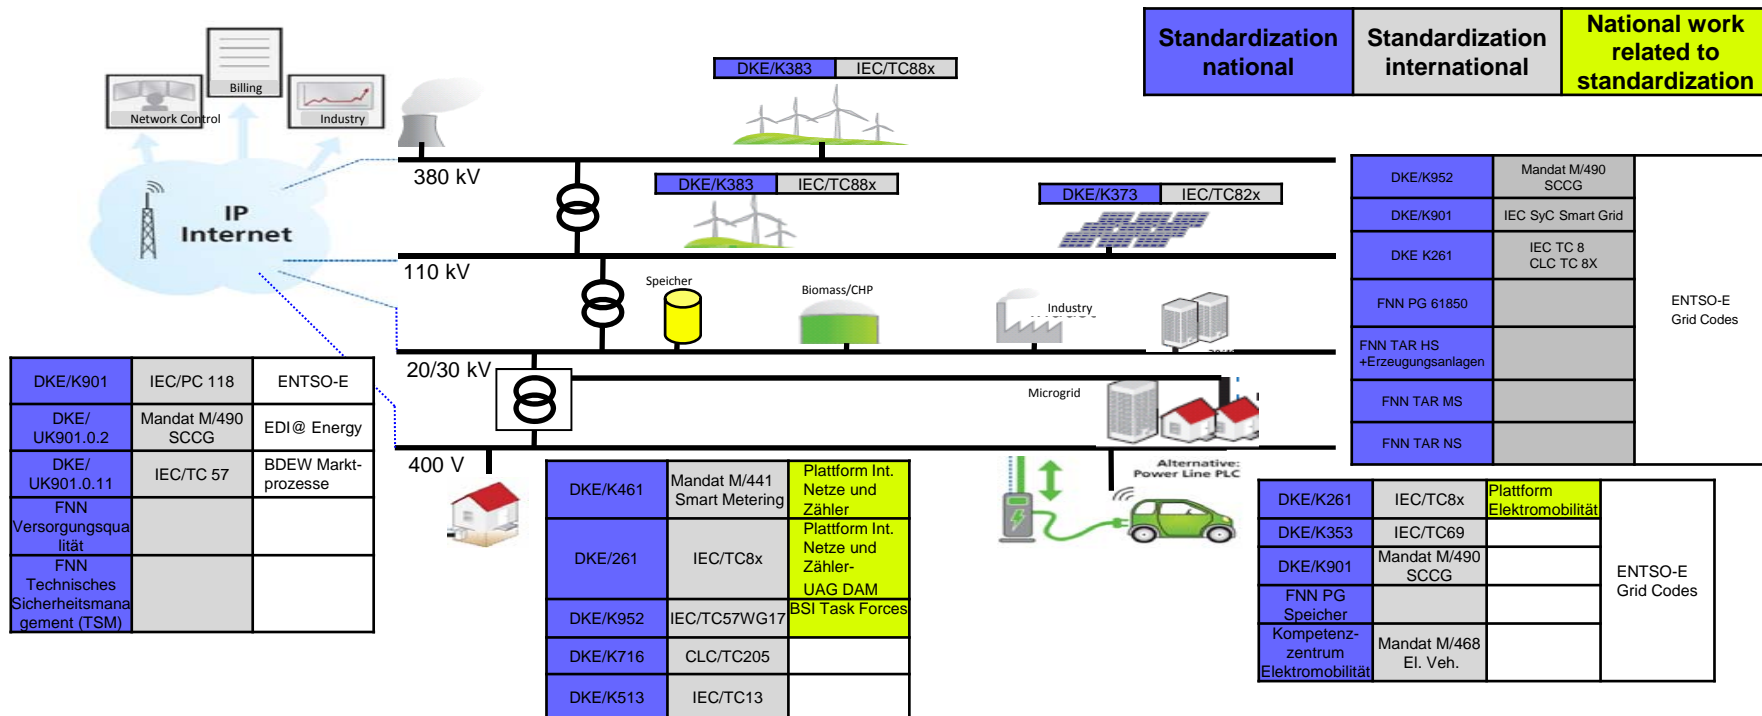 Standardization
national
Standardization
international
National work
related to
standardization
Billing
Network Control
Industry
IP
Internet
DKE/K383
IEC/TC88x
380 kV
DKE/K383
IEC/TC88x
DKE/K373
IEC/TC82x
110 kV
Speicher
Biomass/CHP
Industry
20/30 kV
Microgrid
400 V
Alternative:
Power Line PLC
DKE/K952
Mandat M/490
SCCG
DKE/K901
IEC SyC Smart Grid
DKE K261
IEC TC 8
CLC TC 8X
FNN PG 61850
FNN TAR HS
+Erzeugungsanlagen
FNN TAR MS
FNN TAR NS
ENTSO-E
Grid Codes
DKE/K901
IEC/PC 118
ENTSO-E
DKE/
UK901.0.2
Mandat M/490
SCCG
EDI@ Energy
DKE/
UK901.0.11
IEC/TC 57
BDEW Markt-
prozesse
FNN
Versorgungsqua
lität
FNN
Technisches
Sicherheitsmana
gement (TSM)
DKE/K461
Mandat M/441
Smart Metering
Plattform Int.
Netze und
Zähler
DKE/261
IEC/TC8x
Plattform Int.
Netze und
Zähler-
UAG DAM
DKE/K952
IEC/TC57WG17
BSI Task Forces
DKE/K716
CLC/TC205
DKE/K513
IEC/TC13
DKE/K261
IEC/TC8x
Plattform
Elektromobilität
DKE/K353
IEC/TC69
DKE/K901
Mandat M/490
SCCG
FNN PG
Speicher
Kompetenz-
zentrum
Elektromobilität
Mandat M/468
El. Veh.
ENTSO-E
Grid Codes